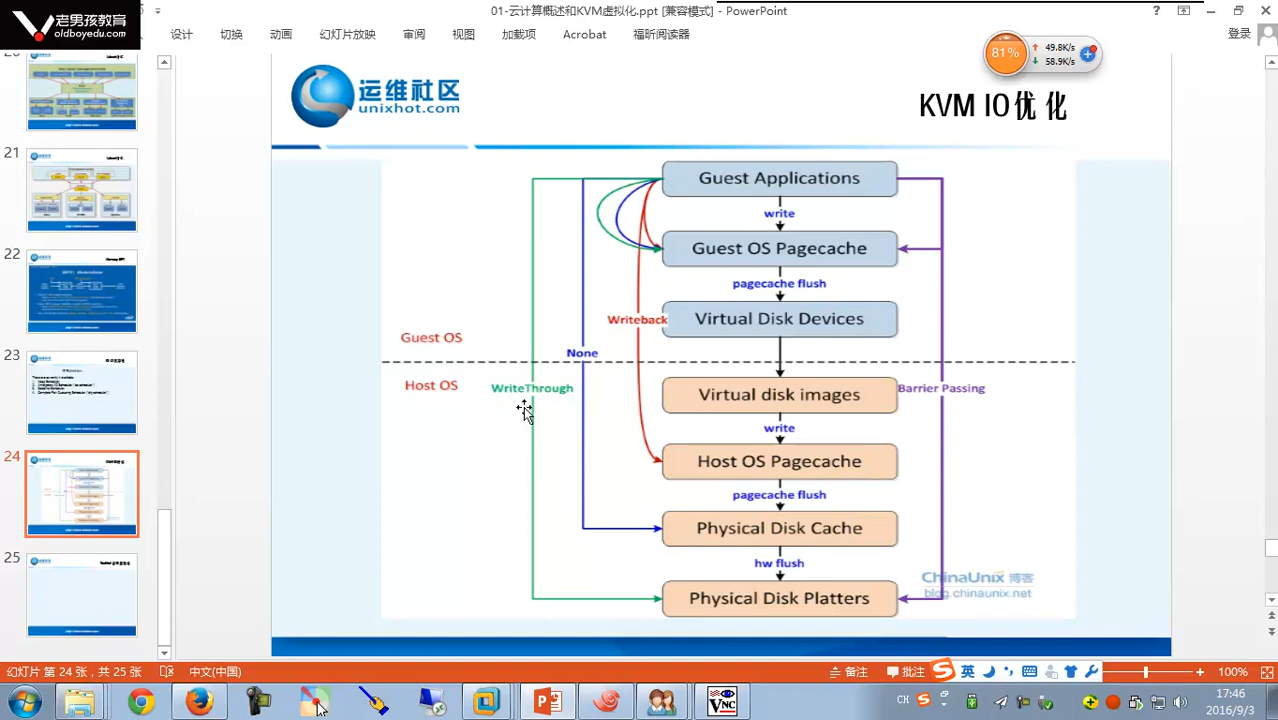 老男孩教育
oldboyedu.com
01-云计算概述和KVM虚拟化.ppt [兼容模式] - PowerPoint
设计 切换 动画 幻灯片放映 审阅 视图 加载项 Acrobat 福昕阅读器
登录
81%
49.8K/s
58.9K/s
运维社区
unixhot.com
KVM IO优化
Guest Applications
write
Guest OS Pagecache
pagecache flush
Writeback
Virtual Disk Devices
Guest OS
None
Host OS
WriteThrough
Virtual disk images
Barrier Passing
write
Host OS Pagecache
pagecache flush
Physical Disk Cache
hw flush
ChinaUnix 博客
blog.chinaunix.net
Physical Disk Platters
21
22
23
24
25
幻灯片 第 24 张，共 25 张
中文(中国)
备注
批注
英
100%
CH
17:46
2016/9/3